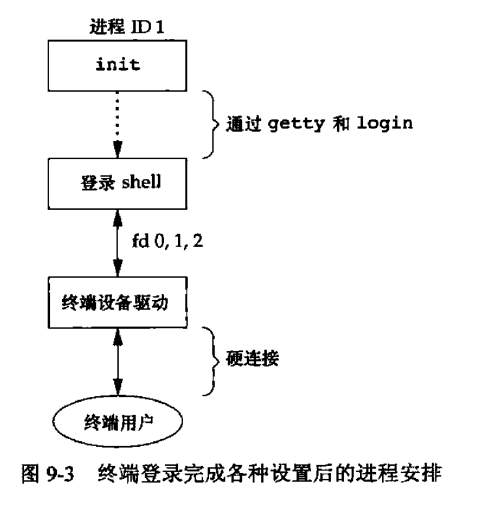 进程 ID 1
init
通过 getty 和 login
登录 shell
fd 0, 1, 2
终端设备驱动
硬连接
终端用户
图 9-3 终端登录完成各种设置后的进程安排